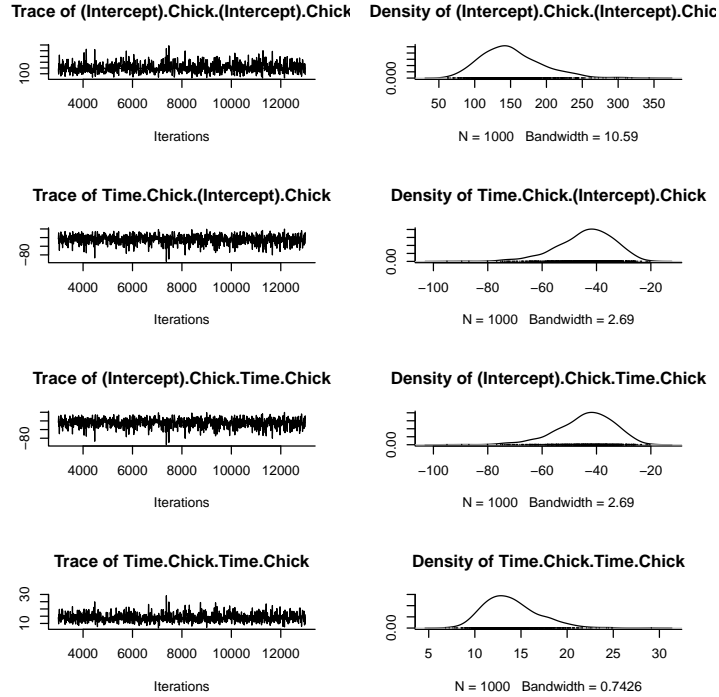 Trace of (Intercept).Chick.(Intercept).Chick
Density of (Intercept).Chick.(Intercept).Chic
100
4000 6000 8000 10000 12000
Iterations
0.000
50 100 150 200 250 300 350
N = 1000 Bandwidth = 10.59
Trace of Time.Chick.(Intercept).Chick
Density of Time.Chick.(Intercept).Chick
−80
4000 6000 8000 10000 12000
Iterations
0.00
−100 −80 −60 −40 −20
N = 1000 Bandwidth = 2.69
Trace of (Intercept).Chick.Time.Chick
Density of (Intercept).Chick.Time.Chick
−80
4000 6000 8000 10000 12000
Iterations
0.00
−100 −80 −60 −40 −20
N = 1000 Bandwidth = 2.69
Trace of Time.Chick.Time.Chick
Density of Time.Chick.Time.Chick
10 30
4000 6000 8000 10000 12000
Iterations
0.00
5 10 15 20 25 30
N = 1000 Bandwidth = 0.7426